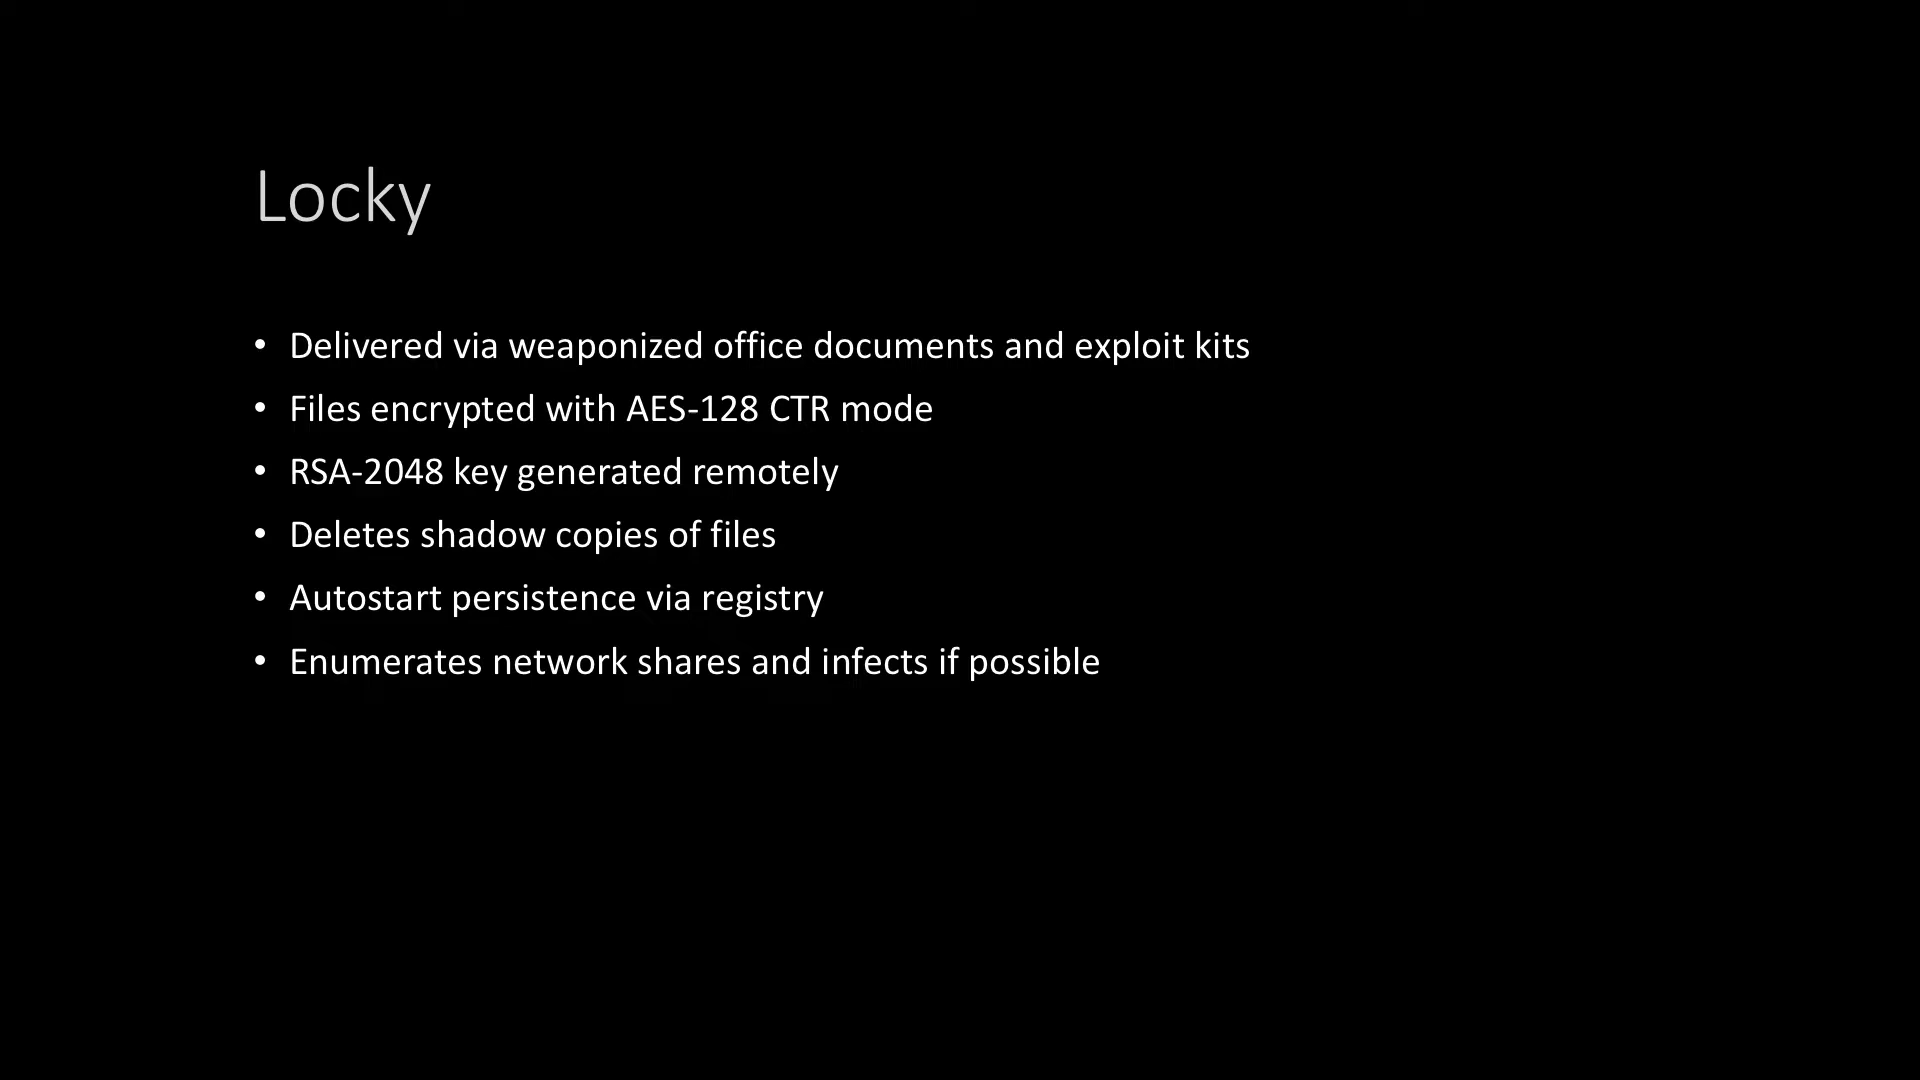 Locky
• Delivered via weaponized office documents and exploit kits
• Files encrypted with AES-128 CTR mode
• RSA-2048 key generated remotely
• Deletes shadow copies of files
• Autostart persistence via registry
• Enumerates network shares and infects if possible